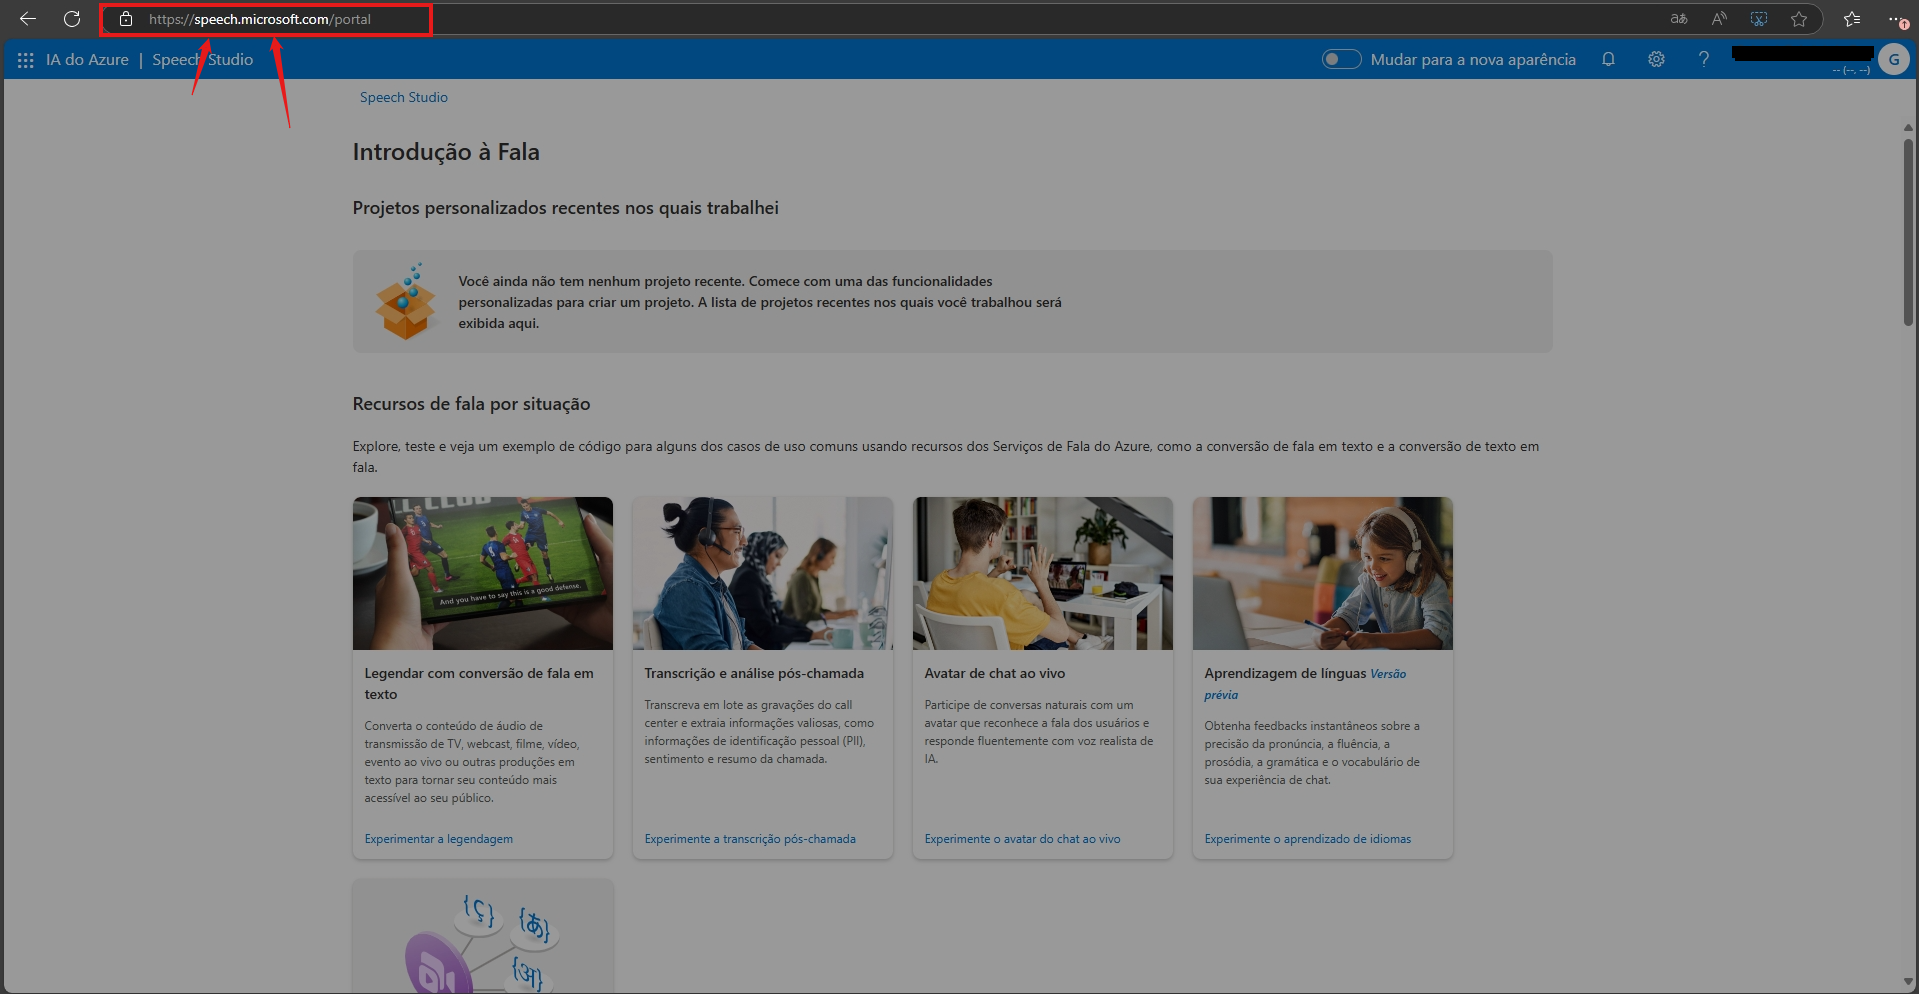 https://speech.microsoft.com/portal
IA do Azure | Speech Studio
Mudar para a nova aparência
? -- (--, --) G
Speech Studio
Introdução à Fala
Projetos personalizados recentes nos quais trabalhei
Você ainda não tem nenhum projeto recente. Comece com uma das funcionalidades
personalizadas para criar um projeto. A lista de projetos recentes nos quais você trabalhou será
exibida aqui.
Recursos de fala por situação
Explore, teste e veja um exemplo de código para alguns dos casos de uso comuns usando recursos dos Serviços de Fala do Azure, como a conversão de fala em texto e a conversão de texto em
fala.
And you have to say this is a good defense.
Legendar com conversão de fala em
texto
Converta o conteúdo de áudio de
transmissão de TV, webcast, filme, vídeo,
evento ao vivo ou outras produções em
texto para tornar seu conteúdo mais
acessível ao seu público.
Experimentar a legendagem
Transcrição e análise pós-chamada
Transcreva em lote as gravações do call
center e extraia informações valiosas, como
informações de identificação pessoal (PII),
sentimento e resumo da chamada.
Experimente a transcrição pós-chamada
Avatar de chat ao vivo
Participe de conversas naturais com um
avatar que reconhece a fala dos usuários e
responde fluentemente com voz realista de
IA.
Experimente o avatar do chat ao vivo
Aprendizagem de línguas Versão
prévia
Obtenha feedbacks instantâneos sobre a
precisão da pronúncia, a fluência, a
prosódia, a gramática e o vocabulário de
sua experiência de chat.
Experimente o aprendizado de idiomas
{ç}
{あ}
{अ}